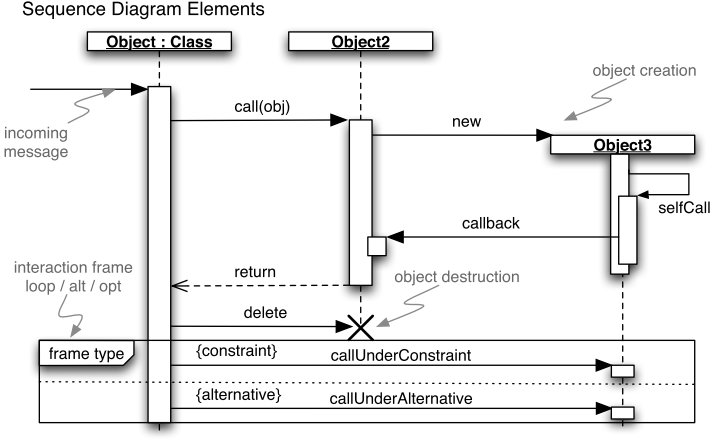 Sequence Diagram Elements
Object : Class
Object2
object creation
call(obj)
new
incoming
message
Object3
selfCall
callback
interaction frame
loop / alt / opt
return
object destruction
delete
frame type
{constraint}
callUnderConstraint
{alternative}
callUnderAlternative